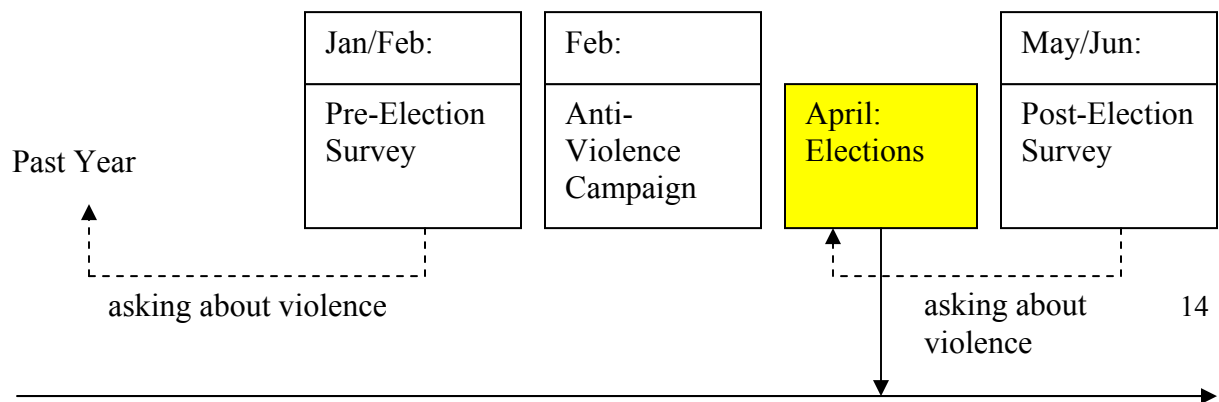 Past Year
Jan/Feb:
Pre-Election
Survey
Feb:
Anti-
Violence
Campaign
April:
Elections
May/Jun:
Post-Election
Survey
asking about violence
asking about
violence
14